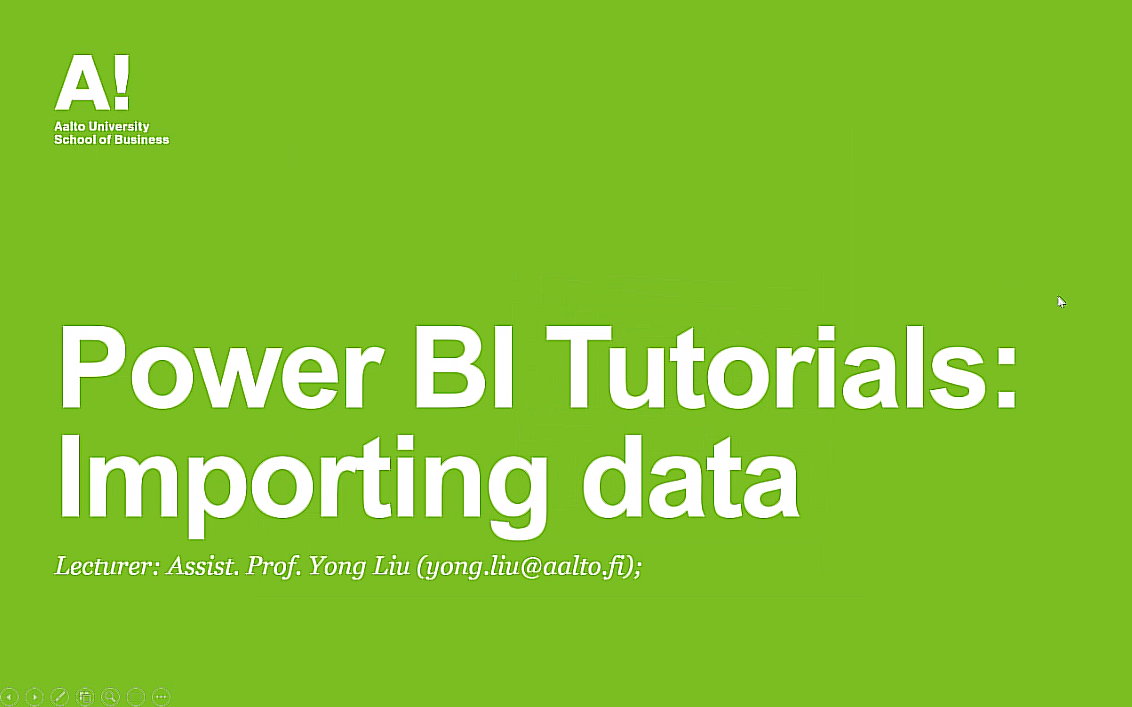 A!
Aalto University
School of Business
Power BI Tutorials:
Importing data
Lecturer: Assist. Prof. Yong Liu (yong.liu@aalto.fi);